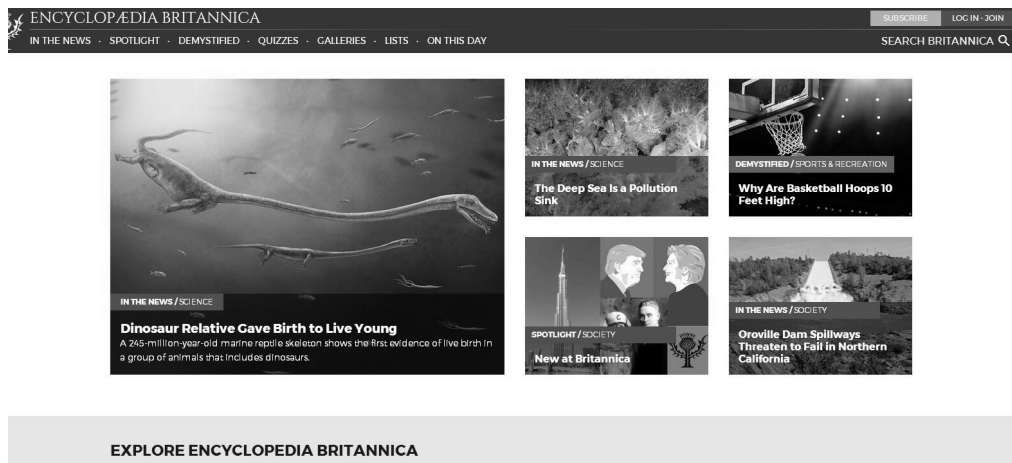 ENCYCLOPÆDIA BRITANNICA
SUBSCRIBE
LOG IN · JOIN
IN THE NEWS · SPOTLIGHT · DEMYSTIFIED · QUIZZES · GALLERIES · LISTS · ON THIS DAY
SEARCH BRITANNICA
IN THE NEWS / SCIENCE
Dinosaur Relative Gave Birth to Live Young
A 245-million-year-old marine reptile skeleton shows the first evidence of live birth in
a group of animals that includes dinosaurs.
IN THE NEWS / SCIENCE
The Deep Sea Is a Pollution
Sink
DEMYSTIFIED / SPORTS & RECREATION
Why Are Basketball Hoops 10
Feet High?
SPOTLIGHT / SOCIETY
New at Britannica
IN THE NEWS / SOCIETY
Oroville Dam Spillways
Threaten to Fail in Northern
California
EXPLORE ENCYCLOPEDIA BRITANNICA